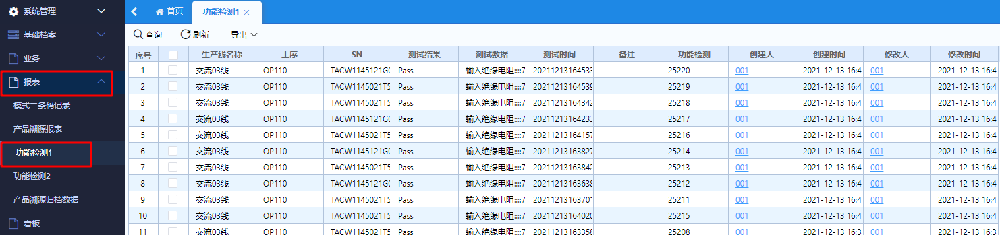 系统管理
基础档案
业务
报表
模式二条码记录
产品溯源报表
功能检测1
功能检测2
产品溯源归档数据
看板
首页 功能检测1
查询 刷新 导出
序号 生产线名称 工序 SN 测试结果 测试数据 测试时间 备注 功能检测 创建人 创建时间 修改人 修改时间
1 交流03线 OP110 TACW1145121G0 Pass 输入绝缘电阻::::7 20211213164533 25220 001 2021-12-13 16:4 001 2021-12-13 16:4
2 交流03线 OP110 TACW1145021T5 Pass 输入绝缘电阻::::7 20211213164539 25219 001 2021-12-13 16:4 001 2021-12-13 16:4
3 交流03线 OP110 TACW1145021T5 Pass 输入绝缘电阻::::7 20211213164342 25218 001 2021-12-13 16:4 001 2021-12-13 16:4
4 交流03线 OP110 TACW1145121G0 Pass 输入绝缘电阻::::7 20211213164233 25217 001 2021-12-13 16:4 001 2021-12-13 16:4
5 交流03线 OP110 TACW1145021T5 Pass 输入绝缘电阻::::7 20211213164157 25216 001 2021-12-13 16:4 001 2021-12-13 16:4
6 交流03线 OP110 TACW1145121G0 Pass 输入绝缘电阻::::7 20211213163827 25214 001 2021-12-13 16:4 001 2021-12-13 16:4
7 交流03线 OP110 TACW1145021T5 Pass 输入绝缘电阻::::7 20211213163842 25213 001 2021-12-13 16:4 001 2021-12-13 16:4
8 交流03线 OP110 TACW1145121G0 Pass 输入绝缘电阻::::7 20211213163638 25212 001 2021-12-13 16:4 001 2021-12-13 16:4
9 交流03线 OP110 TACW1145021T5 Pass 输入绝缘电阻::::7 20211213163701 25211 001 2021-12-13 16:4 001 2021-12-13 16:4
10 交流03线 OP110 TACW1145021T5 Pass 输入绝缘电阻::::7 20211213164020 25215 001 2021-12-13 16:4 001 2021-12-13 16:4
11 交流03线 OP110 TACW1145021T5 Pass 输入绝缘电阻::::7 20211213163358 25208 001 2021-12-13 16:3 001 2021-12-13 16:3